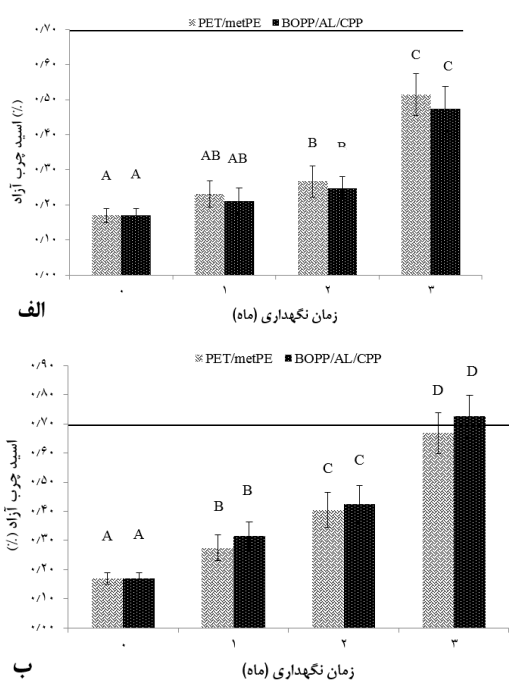 PET/metPE BOPP/AL/CPP
۰/۷۰
۰/۶۰
۰/۵۰
۰/۴۰
۰/۳۰
۰/۲۰
۰/۱۰
۰/۰۰
اسید چرب آزاد (٪)
A A AB AB B C C
۰ ۱ ۲ ۳
زمان نگهداری (ماه)
الف
PET/metPE BOPP/AL/CPP
۰/۹۰
۰/۸۰
۰/۷۰
۰/۶۰
۰/۵۰
۰/۴۰
۰/۳۰
۰/۲۰
۰/۱۰
۰/۰۰
اسید چرب آزاد (٪)
A A B B C C D D
۰ ۱ ۲ ۳
زمان نگهداری (ماه)
ب